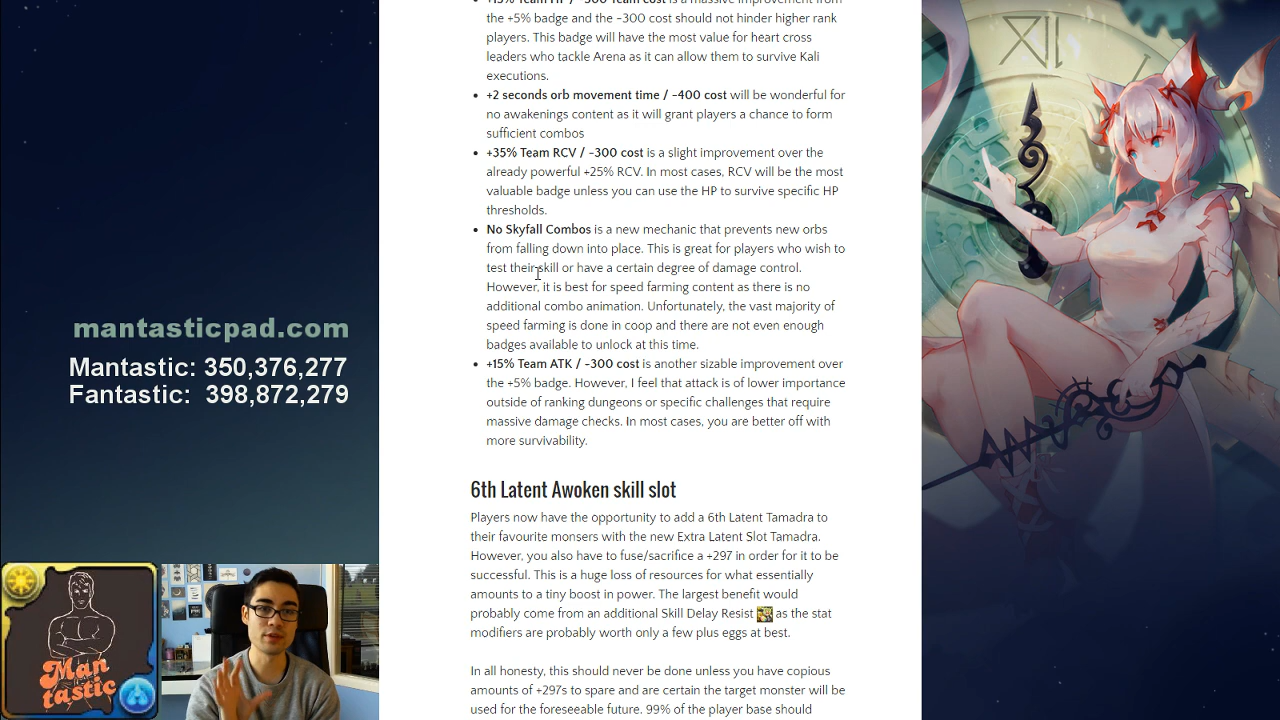 +15% Team HP / -300 Team cost is a massive improvement from
the +5% badge and the -300 cost should not hinder higher rank
players. This badge will have the most value for heart cross
leaders who tackle Arena as it can allow them to survive Kali
executions.
+2 seconds orb movement time / -400 cost will be wonderful for
no awakenings content as it will grant players a chance to form
sufficient combos
+35% Team RCV / -300 cost is a slight improvement over the
already powerful +25% RCV. In most cases, RCV will be the most
valuable badge unless you can use the HP to survive specific HP
thresholds.
No Skyfall Combos is a new mechanic that prevents new orbs
from falling down into place. This is great for players who wish to
test their skill or have a certain degree of damage control.
However, it is best for speed farming content as there is no
additional combo animation. Unfortunately, the vast majority of
speed farming is done in coop and there are not even enough
badges available to unlock at this time.
+15% Team ATK / -300 cost is another sizable improvement over
the +5% badge. However, I feel that attack is of lower importance
outside of ranking dungeons or specific challenges that require
massive damage checks. In most cases, you are better off with
more survivability.
6th Latent Awoken skill slot
Players now have the opportunity to add a 6th Latent Tamadra to
their favourite monsers with the new Extra Latent Slot Tamadra.
However, you also have to fuse/sacrifice a +297 in order for it to be
successful. This is a huge loss of resources for what essentially
amounts to a tiny boost in power. The largest benefit would
probably come from an additional Skill Delay Resist as the stat
modifiers are probably worth only a few plus eggs at best.
In all honesty, this should never be done unless you have copious
amounts of +297s to spare and are certain the target monster will be
used for the foreseeable future. 99% of the player base should
mantasticpad.com
Mantastic: 350,376,277
Fantastic: 398,872,279
Man
tastic
XII
I